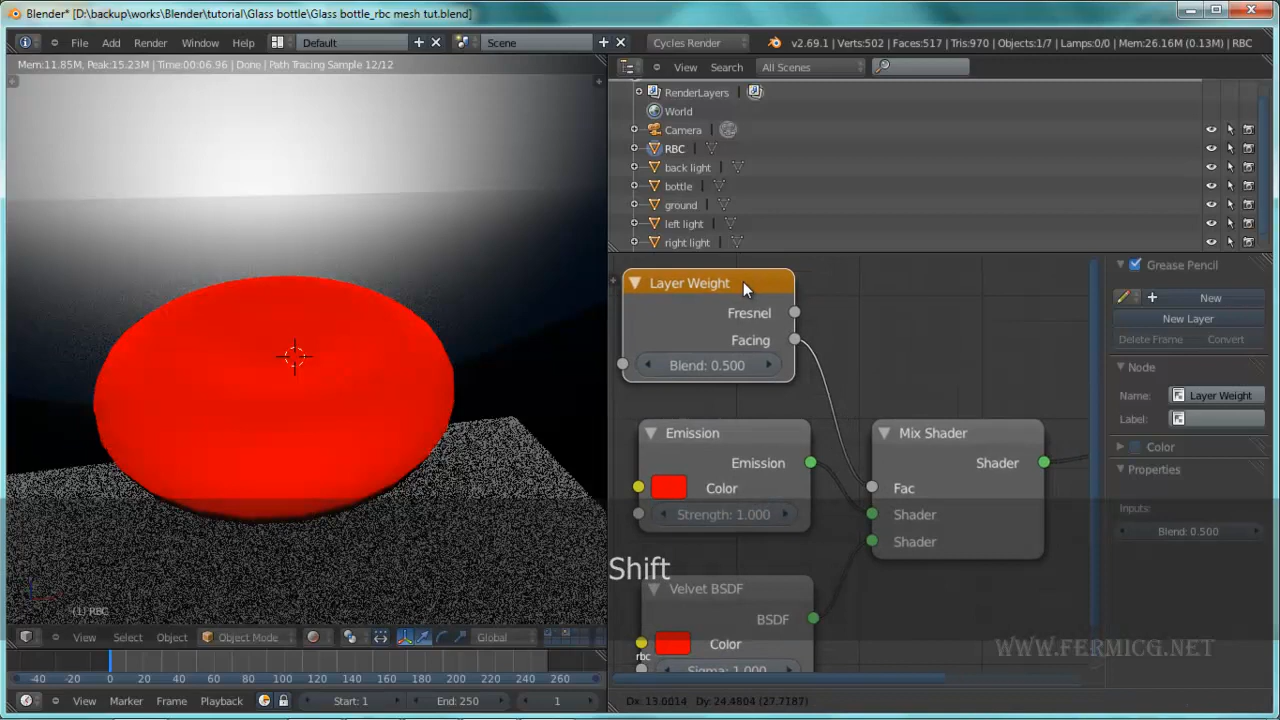 Blender* [D:\backup\works\Blender\tutorial\Glass bottle\Glass bottle_rbc mesh tut.blend]
File Add Render Window Help Default Scene Cycles Render v2.69.1 | Verts:502 | Faces:517 | Tris:970 | Objects:1/7 | Lamps:0/0 | Mem:26.16M (0.13M) | RBC
Mem:11.85M, Peak:15.23M | Time:00:06.96 | Done | Path Tracing Sample 12/12
View Search All Scenes
RenderLayers
World
Camera
RBC
back light
bottle
ground
left light
right light
Layer Weight
Fresnel
Facing
Blend: 0.500
Emission
Emission
Color
Strength: 1.000
Mix Shader
Shader
Fac
Shader
Shader
Velvet BSDF
BSDF
Color
rbc
Sigma: 1.000
Shift
Grease Pencil
New
New Layer
Delete Frame Convert
Node
Name: Layer Weight
Label:
Color
Properties
Inputs:
Blend: 0.500
WWW.FERMICG.NET
(1) RBC
View Select Object Object Mode Global
-40 -20 0 20 40 60 80 100 120 140 160 180 200 220 240 260
View Marker Frame Playback Start: 1 End: 250 1
Dx: 13.0014 Dy: 24.4804 (27.7187)